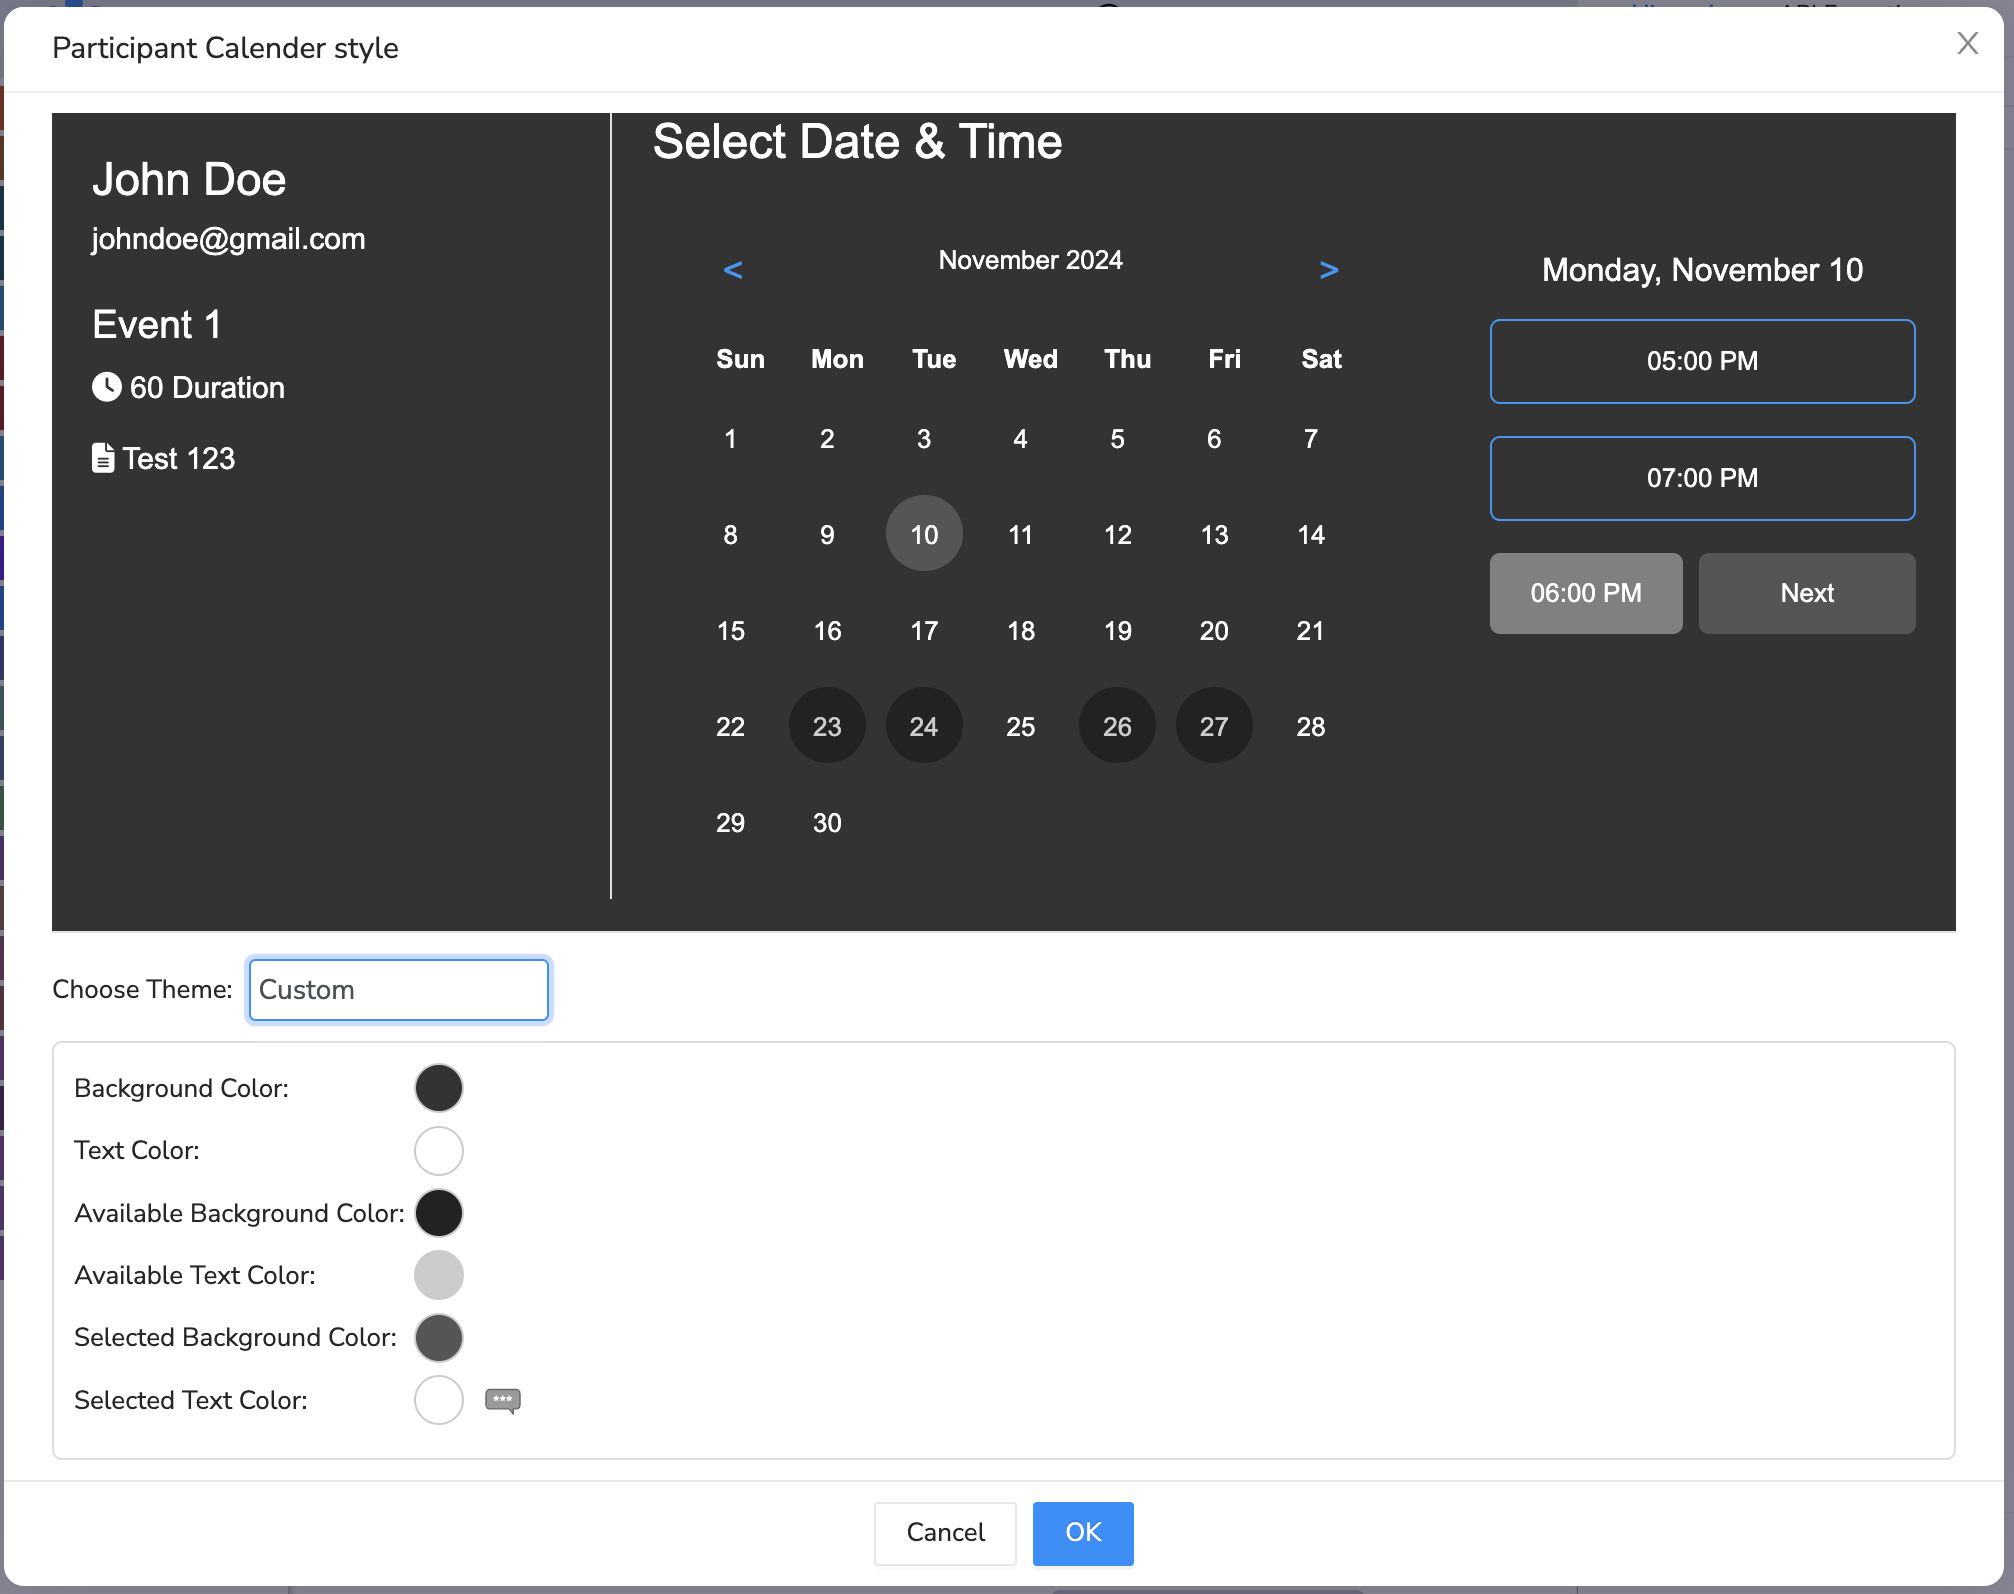 Participant Calender style
X
John Doe
johndoe@gmail.com
Event 1
60 Duration
Test 123
Select Date & Time
< November 2024 >
Sun Mon Tue Wed Thu Fri Sat
1 2 3 4 5 6 7
8 9 10 11 12 13 14
15 16 17 18 19 20 21
22 23 24 25 26 27 28
29 30
Monday, November 10
05:00 PM
07:00 PM
06:00 PM Next
Choose Theme: Custom
Background Color:
Text Color:
Available Background Color:
Available Text Color:
Selected Background Color:
Selected Text Color:
Cancel OK